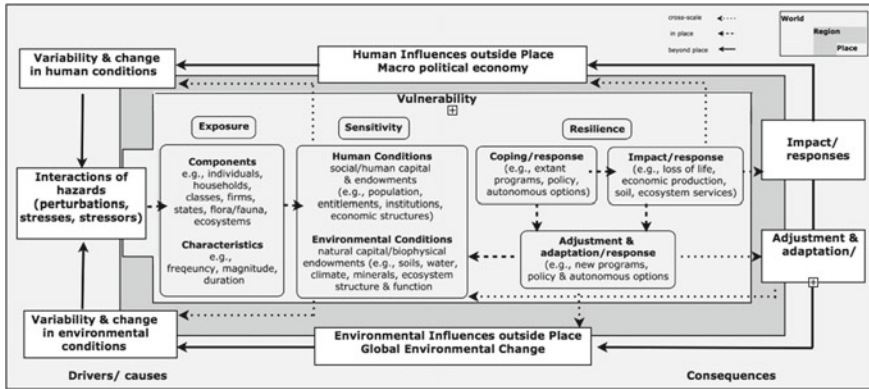 cross-scale
in place
beyond place
World
Region
Place
Variability & change
in human conditions
Human Influences outside Place
Macro political economy
Vulnerability
Exposure
Sensitivity
Resilience
Components
e.g., individuals,
households,
classes, firms,
states, flora/fauna,
ecosystems
Characteristics
e.g.,
freqeuncy, magnitude,
duration
Human Conditions
social/human capital
& endowments
(e.g., population,
entitlements, institutions,
economic structures)
Environmental Conditions
natural capital/biophysical
endowments (e.g., soils, water,
climate, minerals, ecosystem
structure & function
Coping/response
(e.g., extant
programs, policy,
autonomous options)
Impact/response
(e.g., loss of life,
economic production,
soil, ecosystem services)
Adjustment &
adaptation/response
(e.g., new programs,
policy & autonomous options
Interactions of
hazards
(perturbations,
stresses, stressors)
Impact/
responses
Adjustment &
adaptation/
Variability & change
in environmental
conditions
Environmental Influences outside Place
Global Environmental Change
Drivers/ causes
Consequences